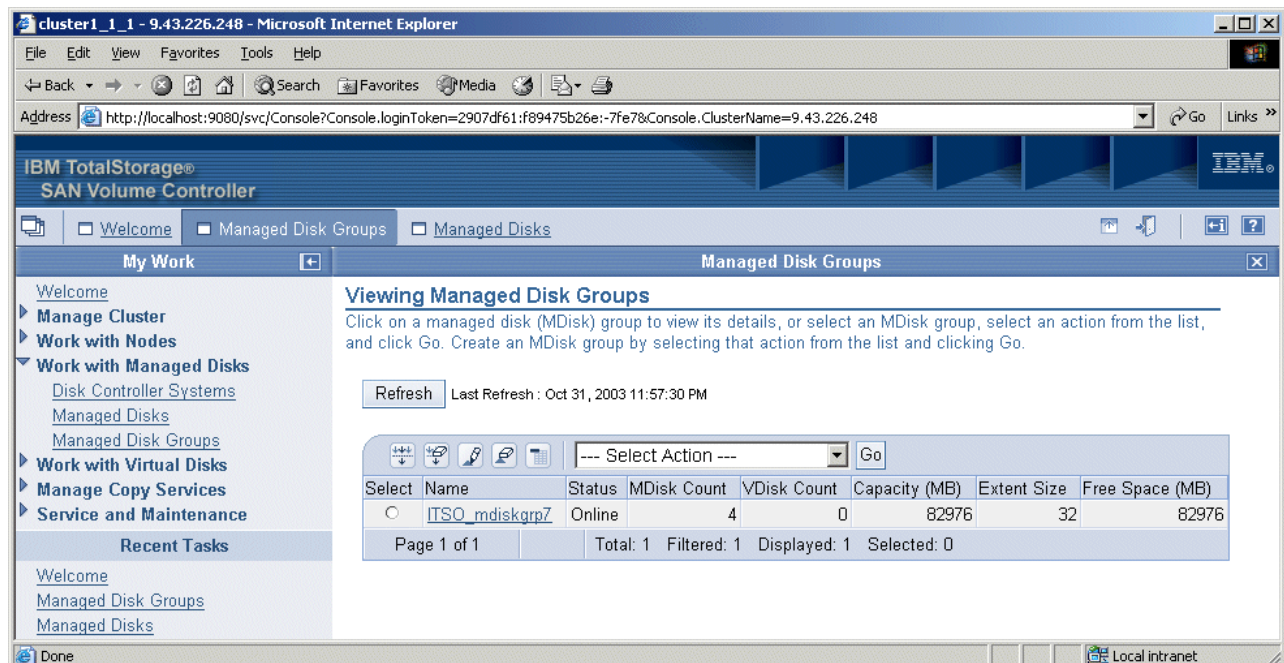 cluster1_1_1 - 9.43.226.248 - Microsoft Internet Explorer
File Edit View Favorites Tools Help
Back Search Favorites Media
Address http://localhost:9080/svc/Console?Console.loginToken=2907df61:f89475b26e:-7fe7&Console.ClusterName=9.43.226.248 Go Links »
IBM TotalStorage®
SAN Volume Controller
IBM®
Welcome Managed Disk Groups Managed Disks
My Work
Managed Disk Groups
Welcome
Manage Cluster
Work with Nodes
Work with Managed Disks
Disk Controller Systems
Managed Disks
Managed Disk Groups
Work with Virtual Disks
Manage Copy Services
Service and Maintenance
Recent Tasks
Welcome
Managed Disk Groups
Managed Disks
Viewing Managed Disk Groups
Click on a managed disk (MDisk) group to view its details, or select an MDisk group, select an action from the list,
and click Go. Create an MDisk group by selecting that action from the list and clicking Go.
Refresh Last Refresh : Oct 31, 2003 11:57:30 PM
--- Select Action --- Go
Select Name Status MDisk Count VDisk Count Capacity (MB) Extent Size Free Space (MB)
ITSO_mdiskgrp7 Online 4 0 82976 32 82976
Page 1 of 1 Total: 1 Filtered: 1 Displayed: 1 Selected: 0
Done Local intranet